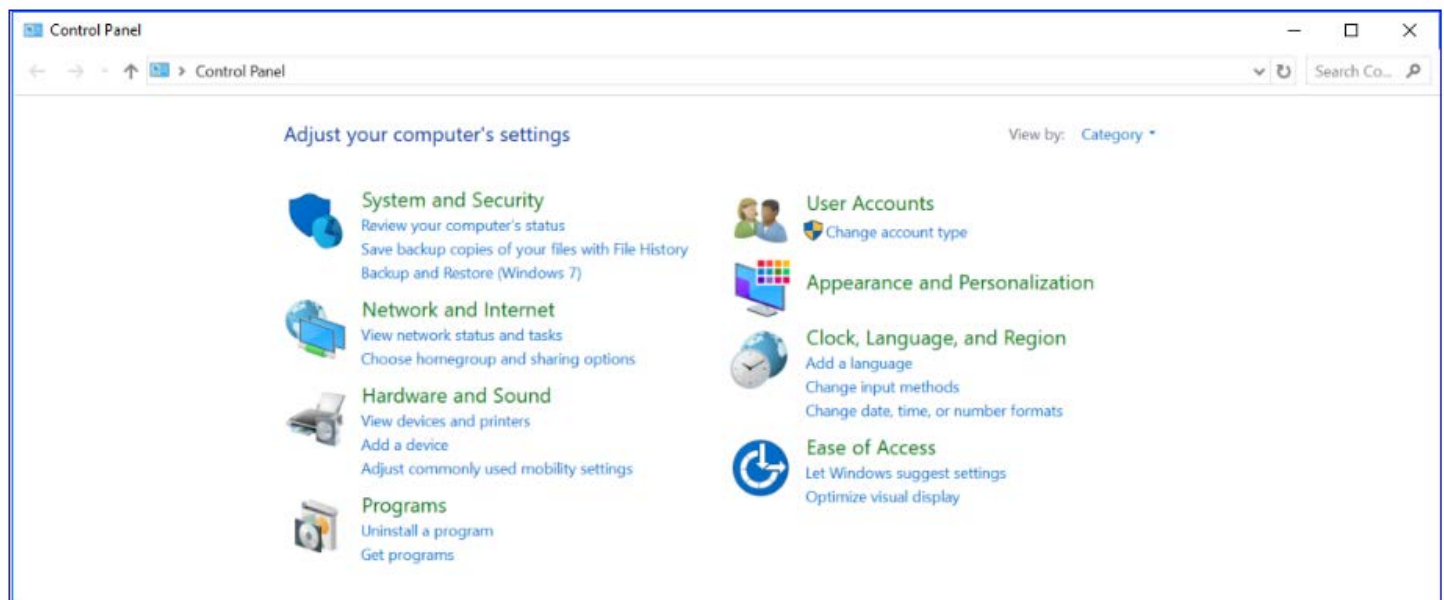 Control Panel
Control Panel
Search Co...
Adjust your computer's settings
View by: Category
System and Security
Review your computer's status
Save backup copies of your files with File History
Backup and Restore (Windows 7)
Network and Internet
View network status and tasks
Choose homegroup and sharing options
Hardware and Sound
View devices and printers
Add a device
Adjust commonly used mobility settings
Programs
Uninstall a program
Get programs
User Accounts
Change account type
Appearance and Personalization
Clock, Language, and Region
Add a language
Change input methods
Change date, time, or number formats
Ease of Access
Let Windows suggest settings
Optimize visual display